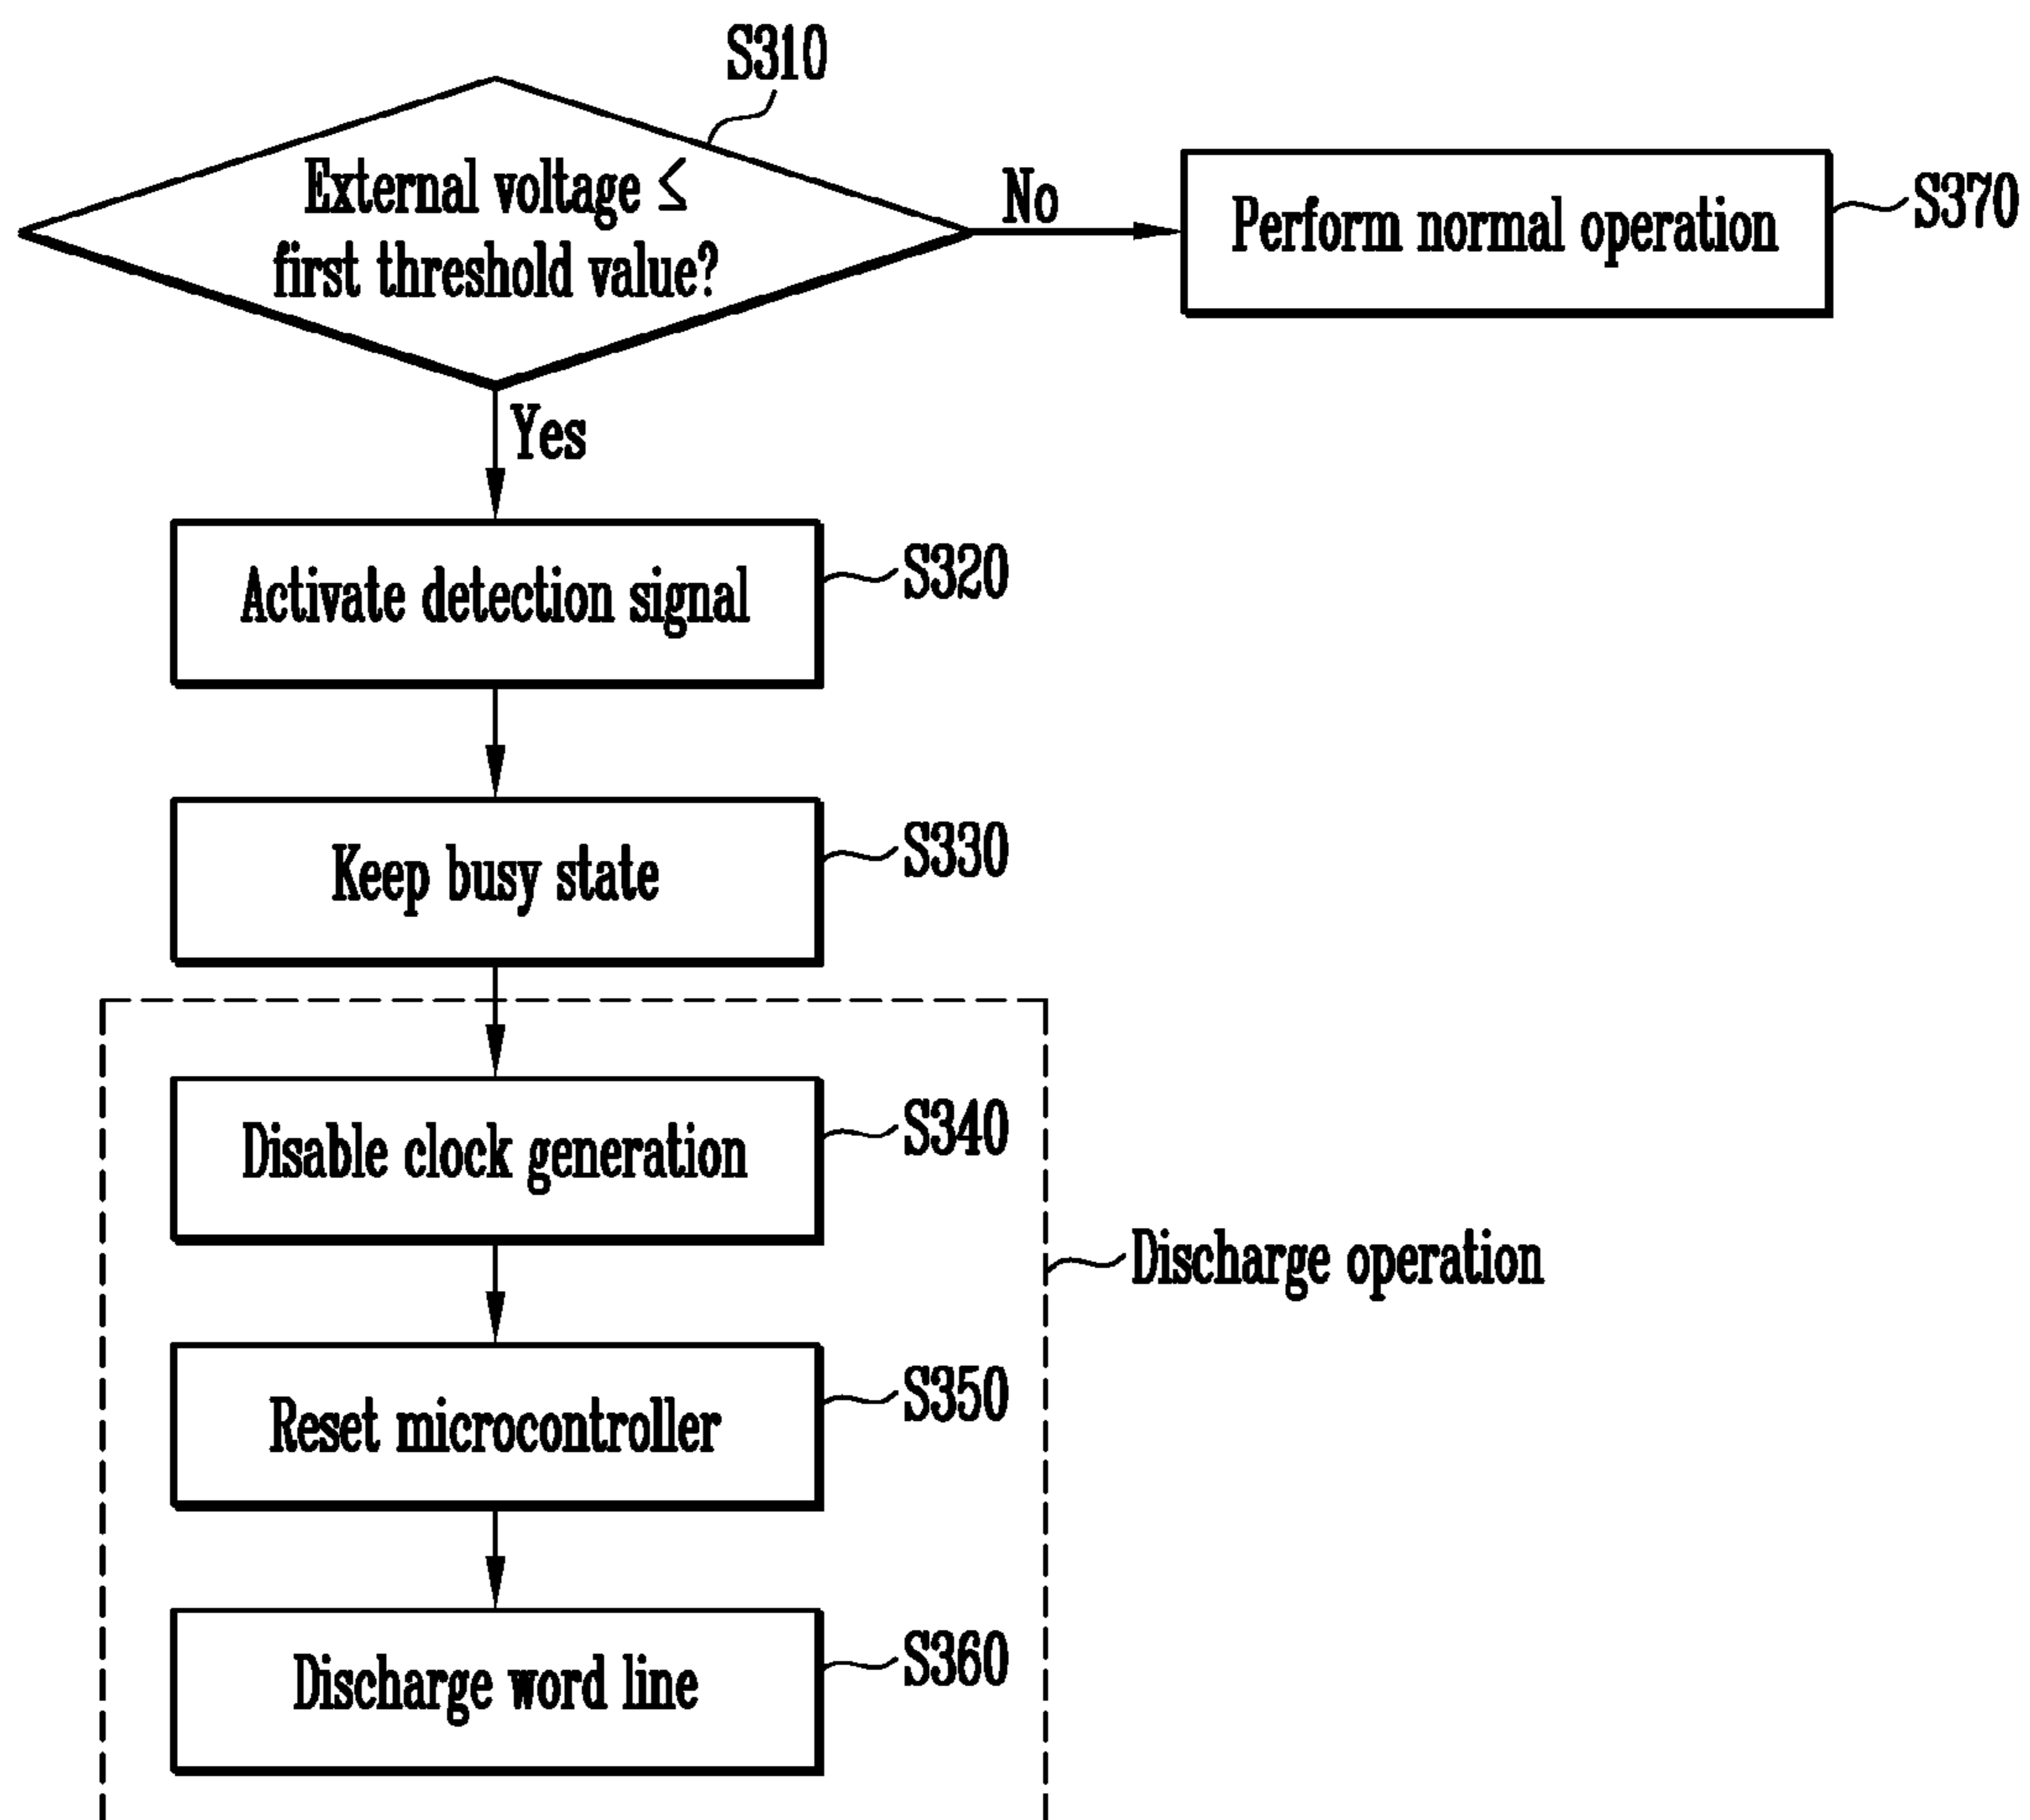 S310
External voltage ≤
first threshold value?
No
Perform normal operation
S370
Yes
Activate detection signal
S320
Keep busy state
S330
Disable clock generation
S340
Discharge operation
Reset microcontroller
S350
Discharge word line
S360